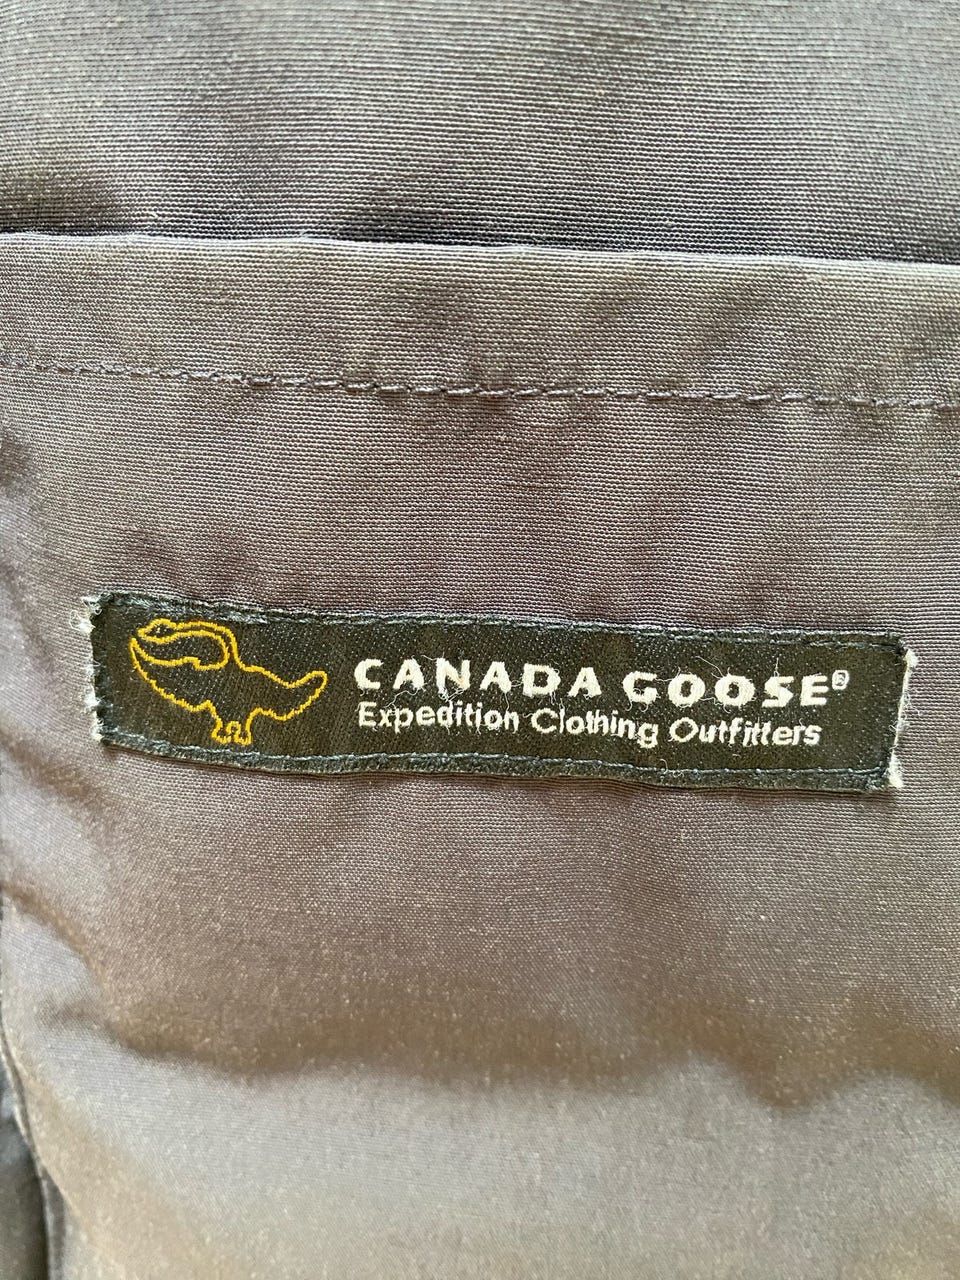 CANADA GOOSE®
Expedition Clothing Outfitters